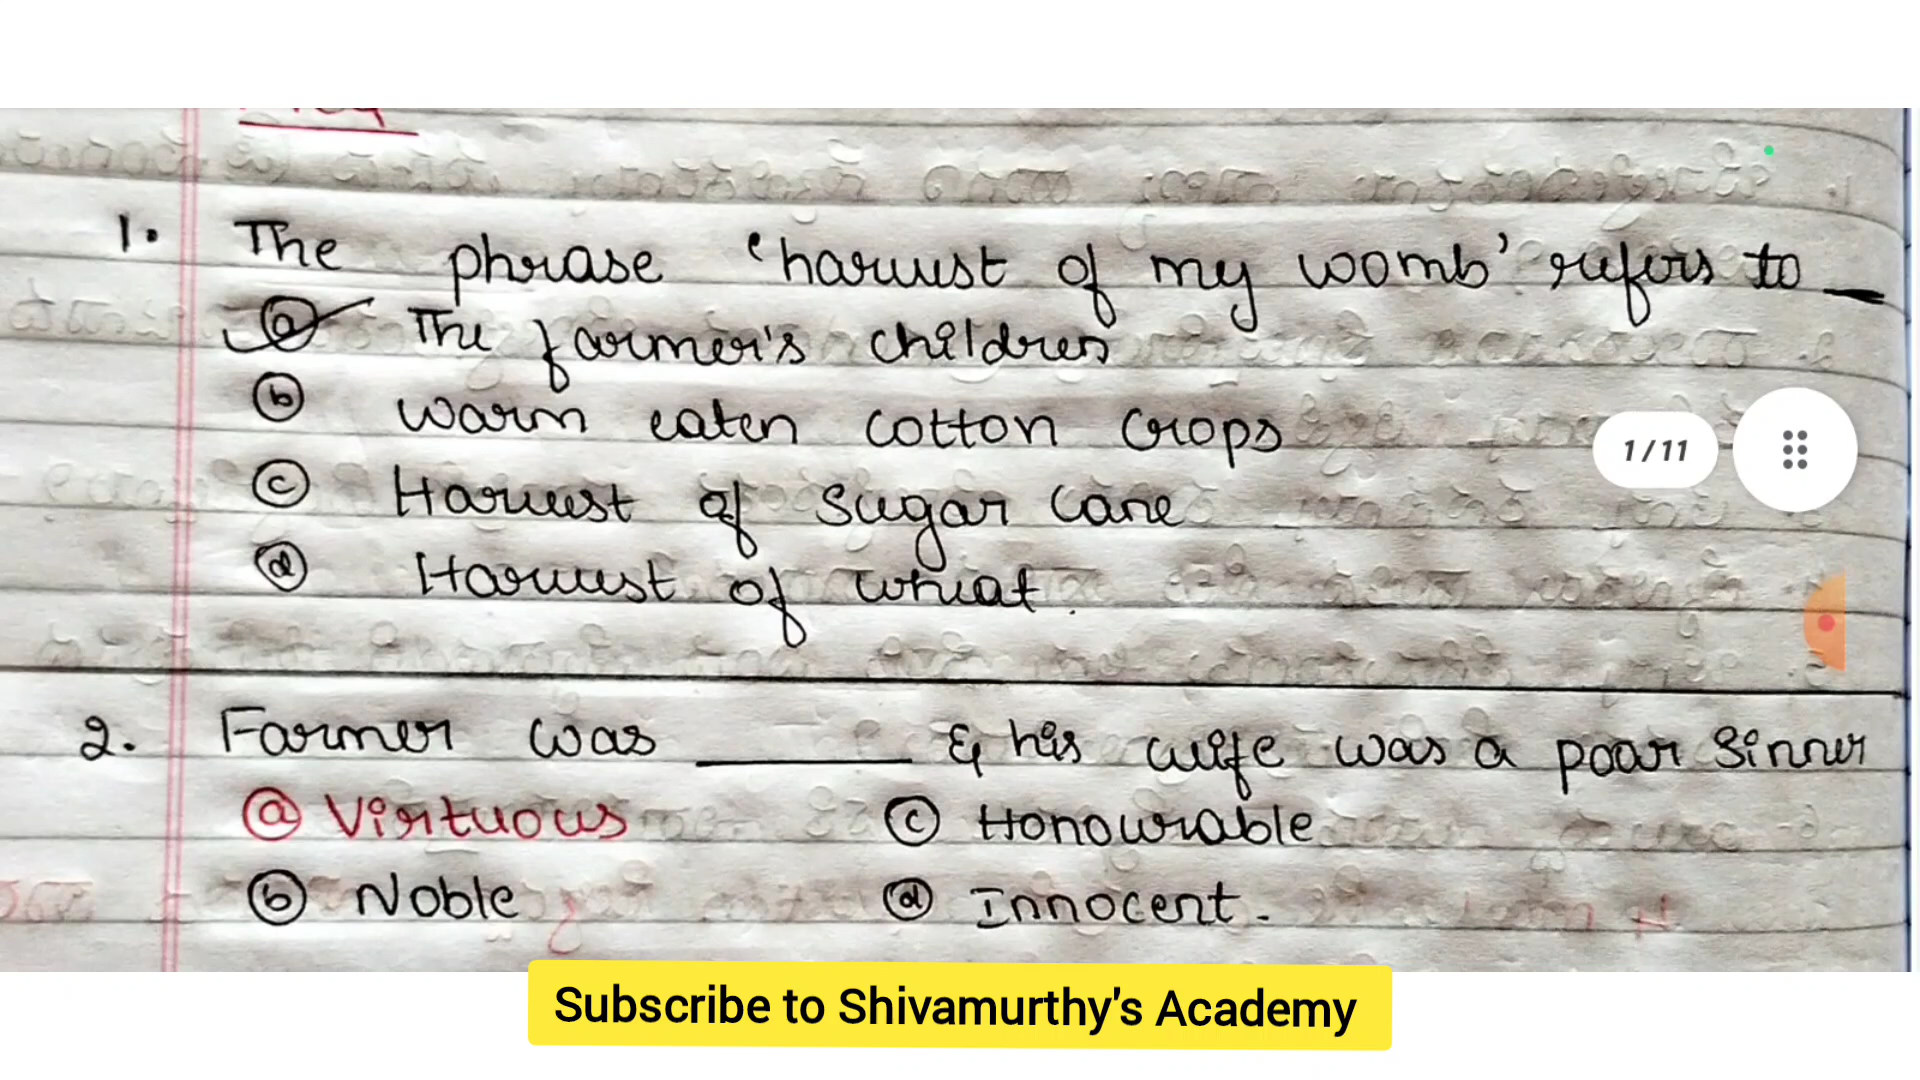 1. The phrase 'harvest of my womb' refers to __
(a) The farmer's children
(b) warm eaten cotton crops
(c) Harvest of Sugar Cane
(d) Harvest of wheat.
1/11
2. Farmer was ______ & his wife was a poor Sinner
(a) Virtuous (c) Honourable
(b) Noble (d) Innocent.
Subscribe to Shivamurthy's Academy